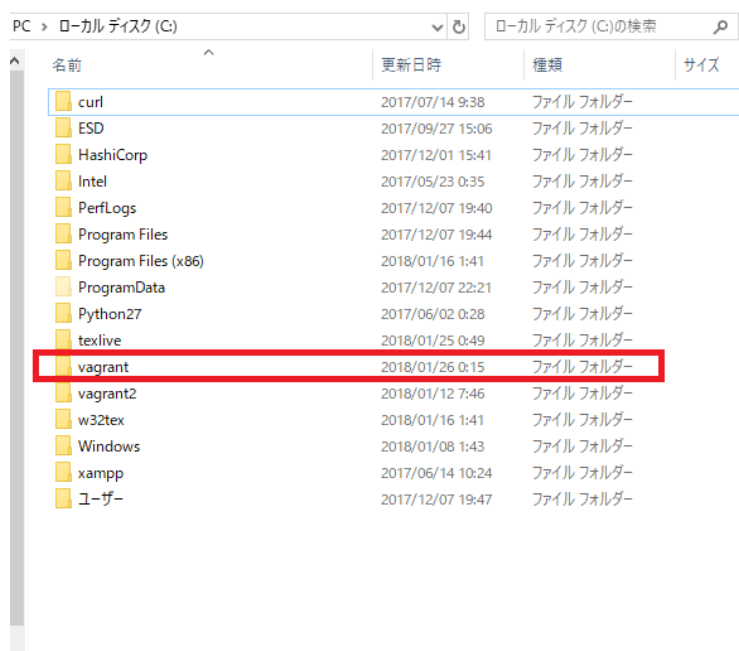 PC > ローカル ディスク (C:) ローカル ディスク (C:)の検索
名前 更新日時 種類 サイズ
curl 2017/07/14 9:38 ファイル フォルダー
ESD 2017/09/27 15:06 ファイル フォルダー
HashiCorp 2017/12/01 15:41 ファイル フォルダー
Intel 2017/05/23 0:35 ファイル フォルダー
PerfLogs 2017/12/07 19:40 ファイル フォルダー
Program Files 2017/12/07 19:44 ファイル フォルダー
Program Files (x86) 2018/01/16 1:41 ファイル フォルダー
ProgramData 2017/12/07 22:21 ファイル フォルダー
Python27 2017/06/02 0:28 ファイル フォルダー
texlive 2018/01/25 0:49 ファイル フォルダー
vagrant 2018/01/26 0:15 ファイル フォルダー
vagrant2 2018/01/12 7:46 ファイル フォルダー
w32tex 2018/01/16 1:41 ファイル フォルダー
Windows 2018/01/08 1:43 ファイル フォルダー
xampp 2017/06/14 10:24 ファイル フォルダー
ユーザー 2017/12/07 19:47 ファイル フォルダー